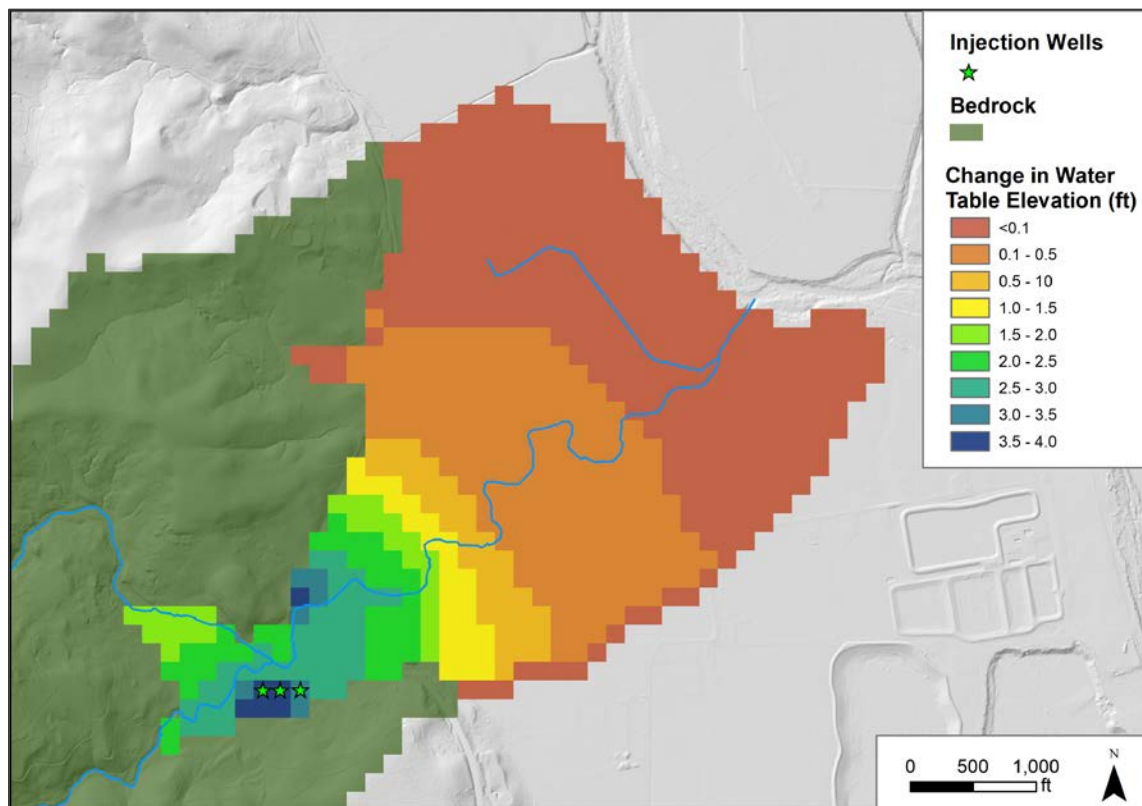 Injection Wells
Bedrock
Change in Water
Table Elevation (ft)
<0.1
0.1 - 0.5
0.5 - 10
1.0 - 1.5
1.5 - 2.0
2.0 - 2.5
2.5 - 3.0
3.0 - 3.5
3.5 - 4.0
0 500 1,000
ft
N